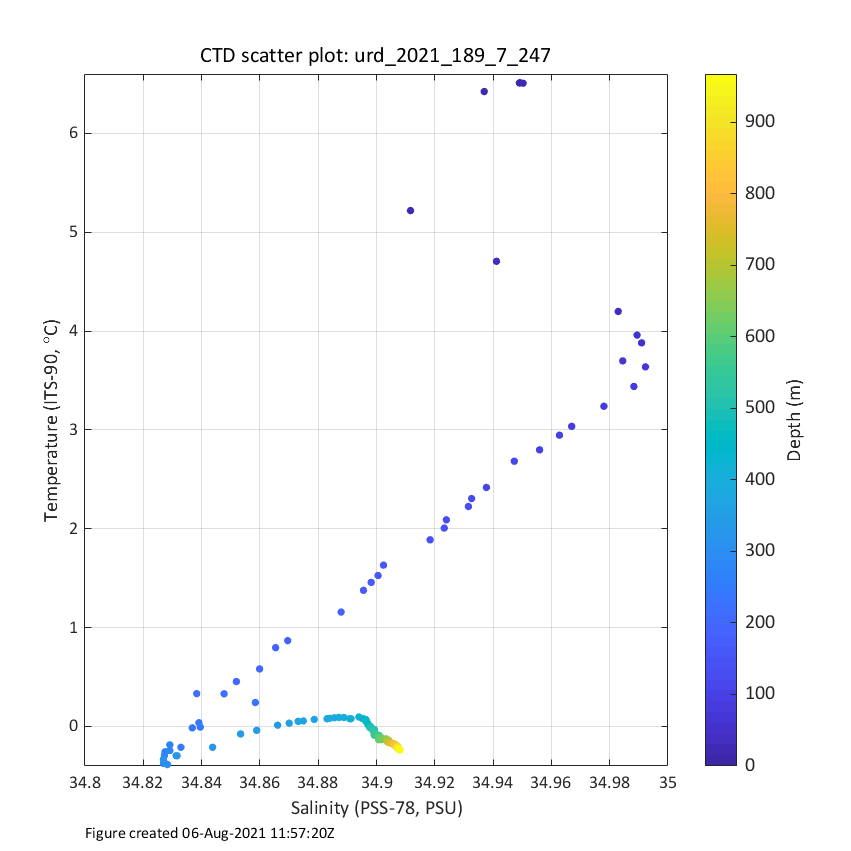 CTD scatter plot: urd_2021_189_7_247
Temperature (ITS-90, °C)
6
5
4
3
2
1
0
34.8 34.82 34.84 34.86 34.88 34.9 34.92 34.94 34.96 34.98 35
Salinity (PSS-78, PSU)
900
800
700
600
500
400
300
200
100
0
Depth (m)
Figure created 06-Aug-2021 11:57:20Z